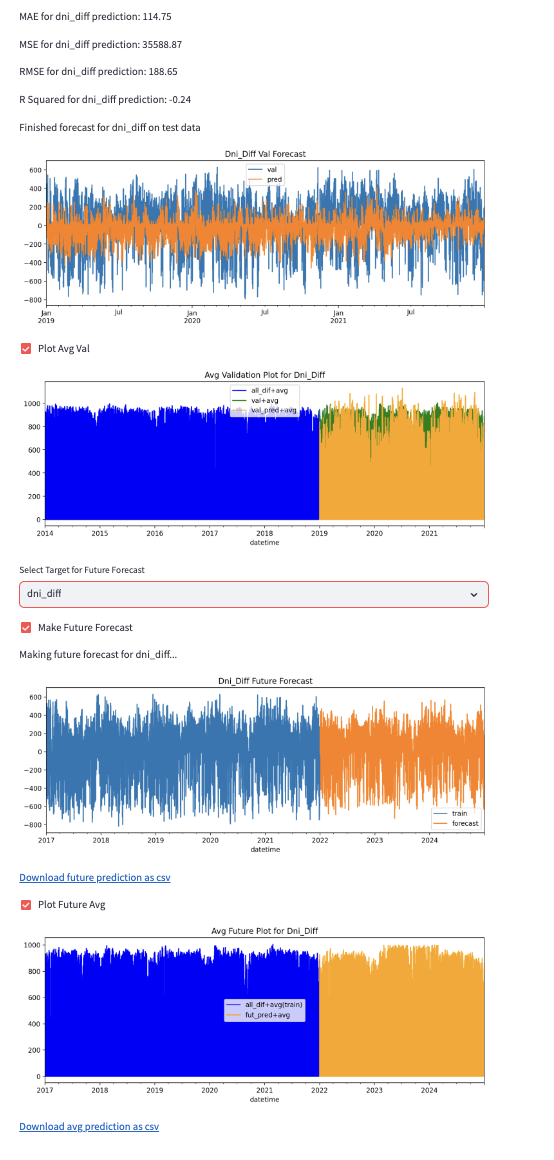 MAE for dni_diff prediction: 114.75
MSE for dni_diff prediction: 35588.87
RMSE for dni_diff prediction: 188.65
R Squared for dni_diff prediction: -0.24
Finished forecast for dni_diff on test data
Dni_Diff Val Forecast
val
pred
600
400
200
0
−200
−400
−600
−800
Jan Jul Jan Jul Jan Jul
2019 2020 2021
Plot Avg Val
Avg Validation Plot for Dni_Diff
all_dif+avg
val+avg
val_pred+avg
1000
800
600
400
200
0
2014 2015 2016 2017 2018 2019 2020 2021
datetime
Select Target for Future Forecast
dni_diff
Make Future Forecast
Making future forecast for dni_diff...
Dni_Diff Future Forecast
600
400
200
0
−200
−400
−600
−800
train
forecast
2017 2018 2019 2020 2021 2022 2023 2024
datetime
Download future prediction as csv
Plot Future Avg
Avg Future Plot for Dni_Diff
1000
800
600
400
200
0
all_dif+avg(train)
fut_pred+avg
2017 2018 2019 2020 2021 2022 2023 2024
datetime
Download avg prediction as csv